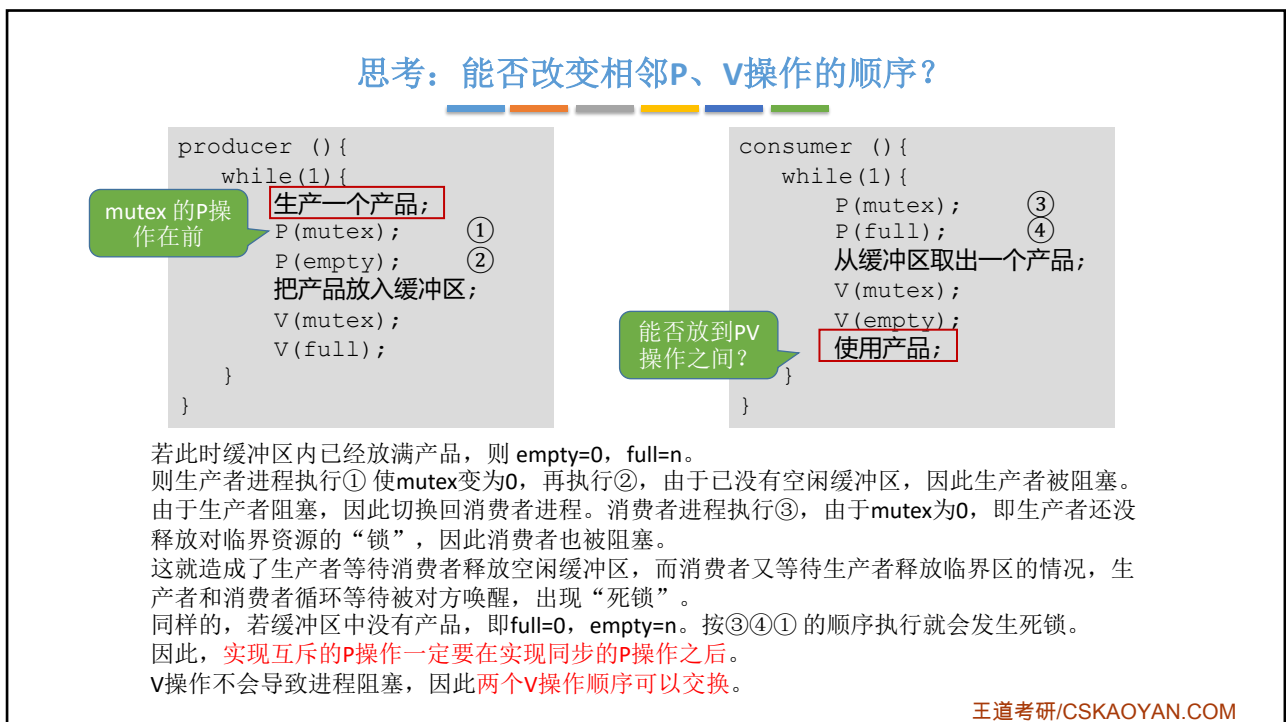 思考：能否改变相邻P、V操作的顺序？
producer (){
while(1){
生产一个产品;
P(mutex); ①
P(empty); ②
把产品放入缓冲区;
V(mutex);
V(full);
}
}
mutex 的P操
作在前
consumer (){
while(1){
P(mutex); ③
P(full); ④
从缓冲区取出一个产品;
V(mutex);
V(empty);
使用产品;
}
}
能否放到PV
操作之间？
若此时缓冲区内已经放满产品，则 empty=0，full=n。
则生产者进程执行① 使mutex变为0，再执行②，由于已没有空闲缓冲区，因此生产者被阻塞。
由于生产者阻塞，因此切换回消费者进程。消费者进程执行③，由于mutex为0，即生产者还没
释放对临界资源的“锁”，因此消费者也被阻塞。
这就造成了生产者等待消费者释放空闲缓冲区，而消费者又等待生产者释放临界区的情况，生
产者和消费者循环等待被对方唤醒，出现“死锁”。
同样的，若缓冲区中没有产品，即full=0，empty=n。按③④① 的顺序执行就会发生死锁。
因此，实现互斥的P操作一定要在实现同步的P操作之后。
V操作不会导致进程阻塞，因此两个V操作顺序可以交换。
王道考研/CSKAOYAN.COM